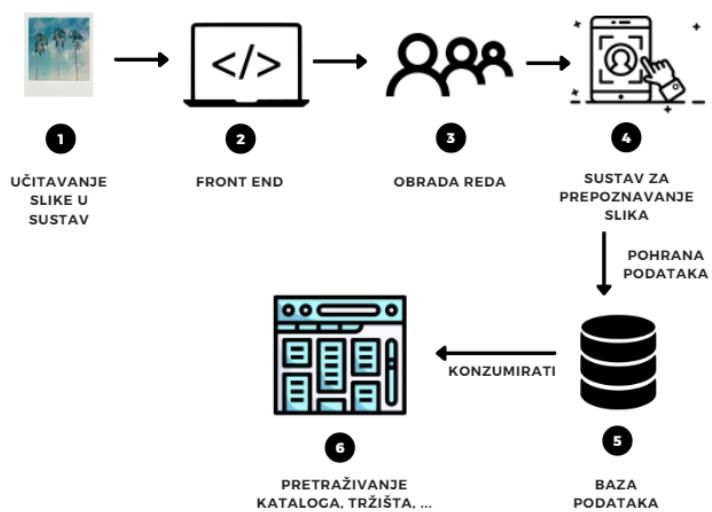 </>
1
2
3
4
UČITAVANJE
SLIKE U
SUSTAV
FRONT END
OBRADA REDA
SUSTAV ZA
PREPOZNAVANJE
SLIKA
POHRANA
PODATAKA
KONZUMIRATI
6
5
PRETRAŽIVANJE
KATALOGA, TRŽIŠTA, ...
BAZA
PODATAKA